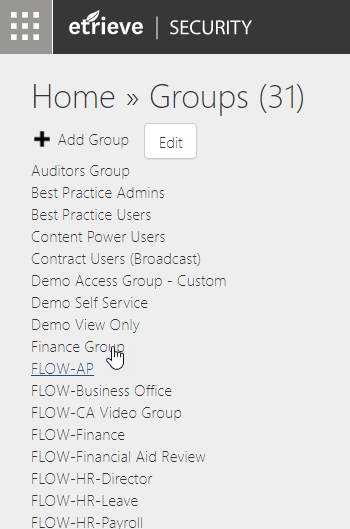 etrieve | SECURITY
Home » Groups (31)
Add Group Edit
Auditors Group
Best Practice Admins
Best Practice Users
Content Power Users
Contract Users (Broadcast)
Demo Access Group - Custom
Demo Self Service
Demo View Only
Finance Group
FLOW-AP
FLOW-Business Office
FLOW-CA Video Group
FLOW-Finance
FLOW-Financial Aid Review
FLOW-HR-Director
FLOW-HR-Leave
FLOW-HR-Payroll